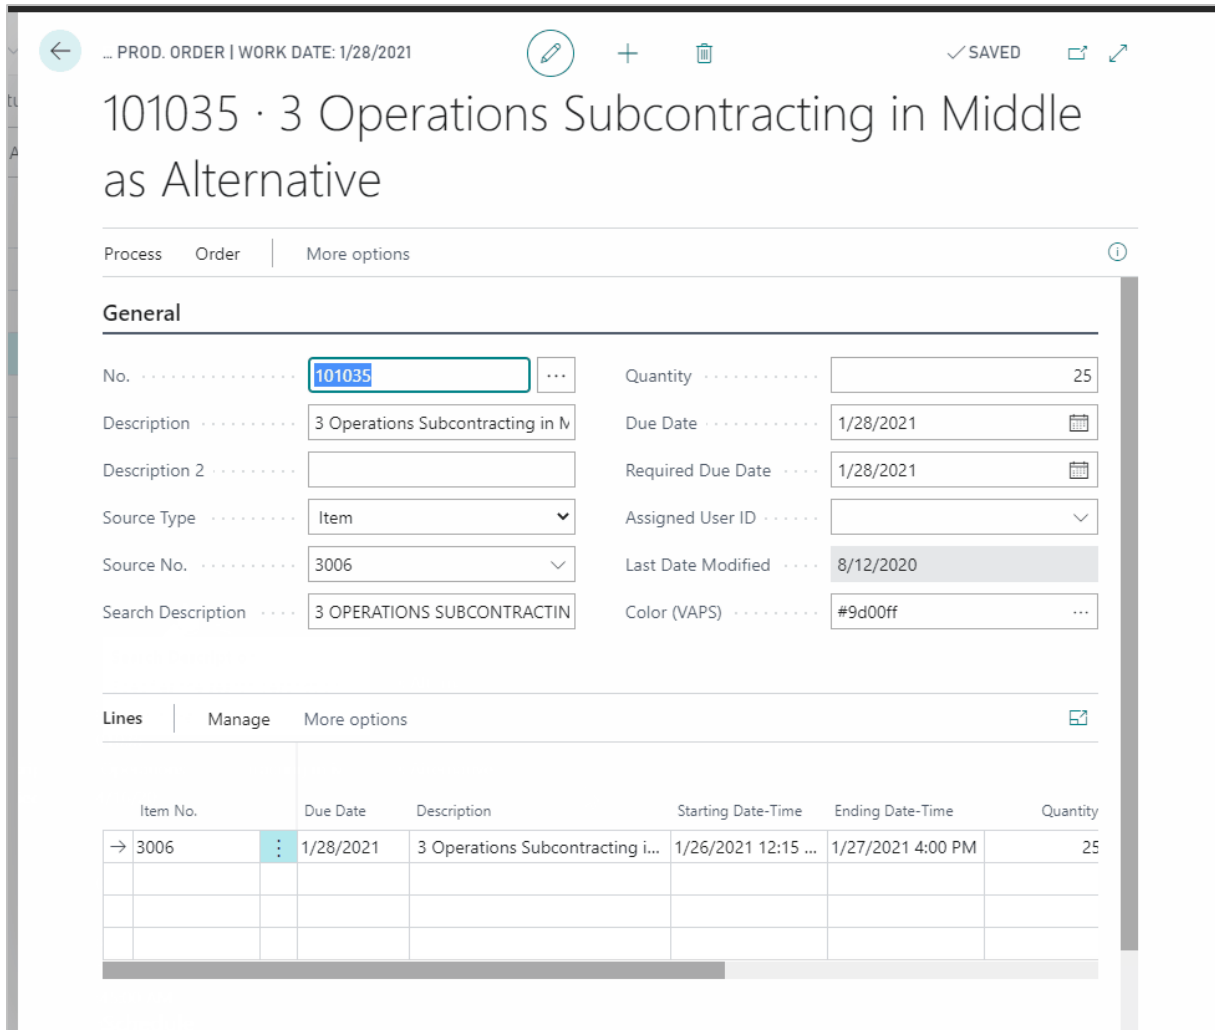 ... PROD. ORDER | WORK DATE: 1/28/2021
SAVED
101035 · 3 Operations Subcontracting in Middle
as Alternative
Process Order More options
General
No. 101035 ...
Quantity 25
Description 3 Operations Subcontracting in M
Due Date 1/28/2021
Description 2
Required Due Date 1/28/2021
Source Type Item
Assigned User ID
Source No. 3006
Last Date Modified 8/12/2020
Search Description 3 OPERATIONS SUBCONTRACTIN
Color (VAPS) #9d00ff ...
Lines Manage More options
Item No. Due Date Description Starting Date-Time Ending Date-Time Quantity
3006 1/28/2021 3 Operations Subcontracting i... 1/26/2021 12:15 ... 1/27/2021 4:00 PM 25